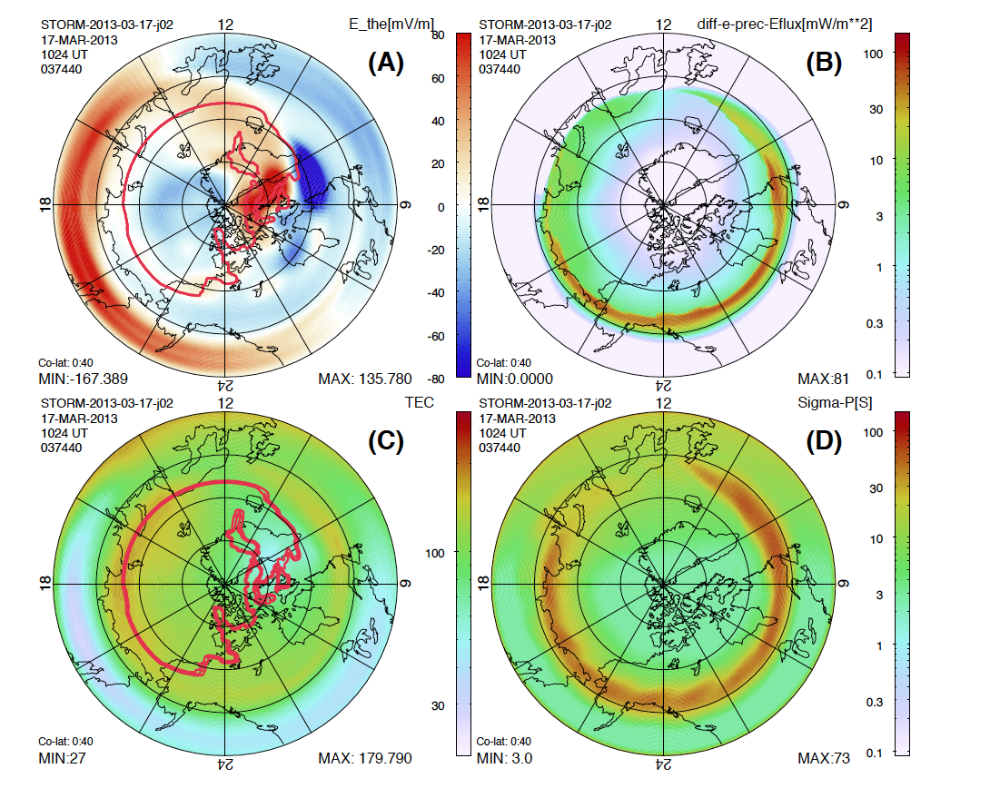 STORM-2013-03-17-j02
12
E_the[mV/m]
17-MAR-2013
1024 UT
037440
(A)
80
60
40
20
0
-20
-40
-60
-80
18
6
24
Co-lat: 0:40
MIN:-167.389
MAX: 135.780
STORM-2013-03-17-j02
12
diff-e-prec-Eflux[mW/m**2]
17-MAR-2013
1024 UT
037440
(B)
100
30
10
3
1
0.3
0.1
18
6
24
Co-lat: 0:40
MIN:0.0000
MAX:81
STORM-2013-03-17-j02
12
TEC
17-MAR-2013
1024 UT
037440
(C)
100
30
18
6
24
Co-lat: 0:40
MIN:27
MAX: 179.790
STORM-2013-03-17-j02
12
Sigma-P[S]
17-MAR-2013
1024 UT
037440
(D)
100
30
10
3
1
0.3
0.1
18
6
24
Co-lat: 0:40
MIN: 3.0
MAX:73